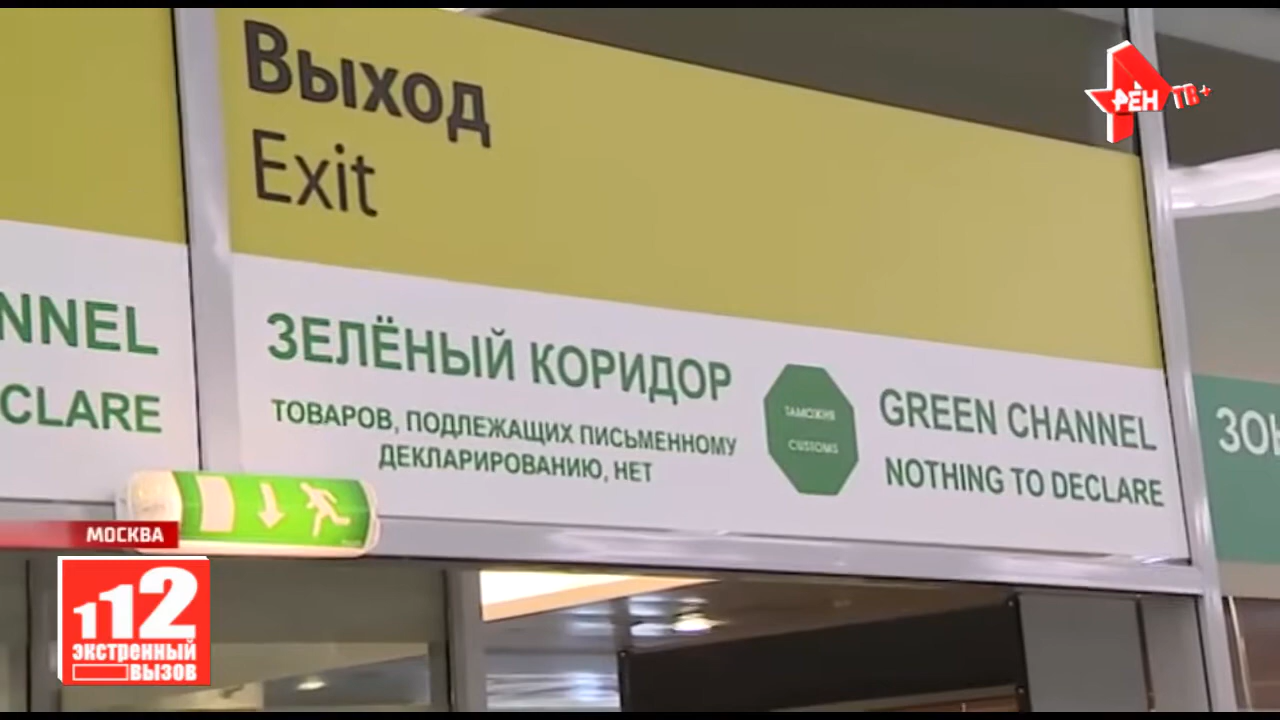 Выход
Exit
РЕН ТВ+
NNEL
CLARE
ЗЕЛЁНЫЙ КОРИДОР
ТОВАРОВ, ПОДЛЕЖАЩИХ ПИСЬМЕННОМУ
ДЕКЛАРИРОВАНИЮ, НЕТ
ТАМОЖНЯ
CUSTOMS
GREEN CHANNEL
NOTHING TO DECLARE
ЗОН
МОСКВА
112
экстренный
вызов